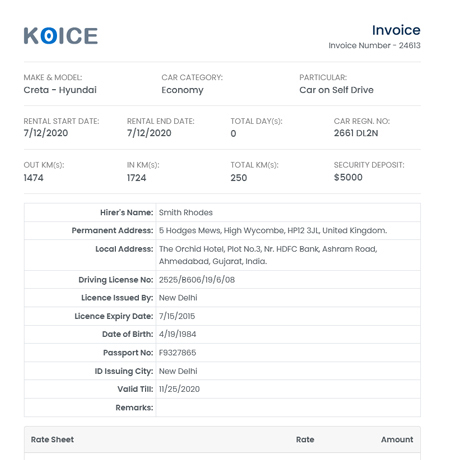 KOICE
Invoice
Invoice Number - 24613
MAKE & MODEL: CAR CATEGORY: PARTICULAR:
Creta - Hyundai Economy Car on Self Drive
RENTAL START DATE: RENTAL END DATE: TOTAL DAY(s): CAR REGN. NO:
7/12/2020 7/12/2020 0 2661 DL2N
OUT KM(s): IN KM(s): TOTAL KM(s): SECURITY DEPOSIT:
1474 1724 250 $5000
Hirer's Name: Smith Rhodes
Permanent Address: 5 Hodges Mews, High Wycombe, HP12 3JL, United Kingdom.
Local Address: The Orchid Hotel, Plot No.3, Nr. HDFC Bank, Ashram Road,
Ahmedabad, Gujarat, India.
Driving License No: 2525/B606/19/6/08
Licence Issued By: New Delhi
Licence Expiry Date: 7/15/2015
Date of Birth: 4/19/1984
Passport No: F9327865
ID Issuing City: New Delhi
Valid Till: 11/25/2020
Remarks:
Rate Sheet Rate Amount